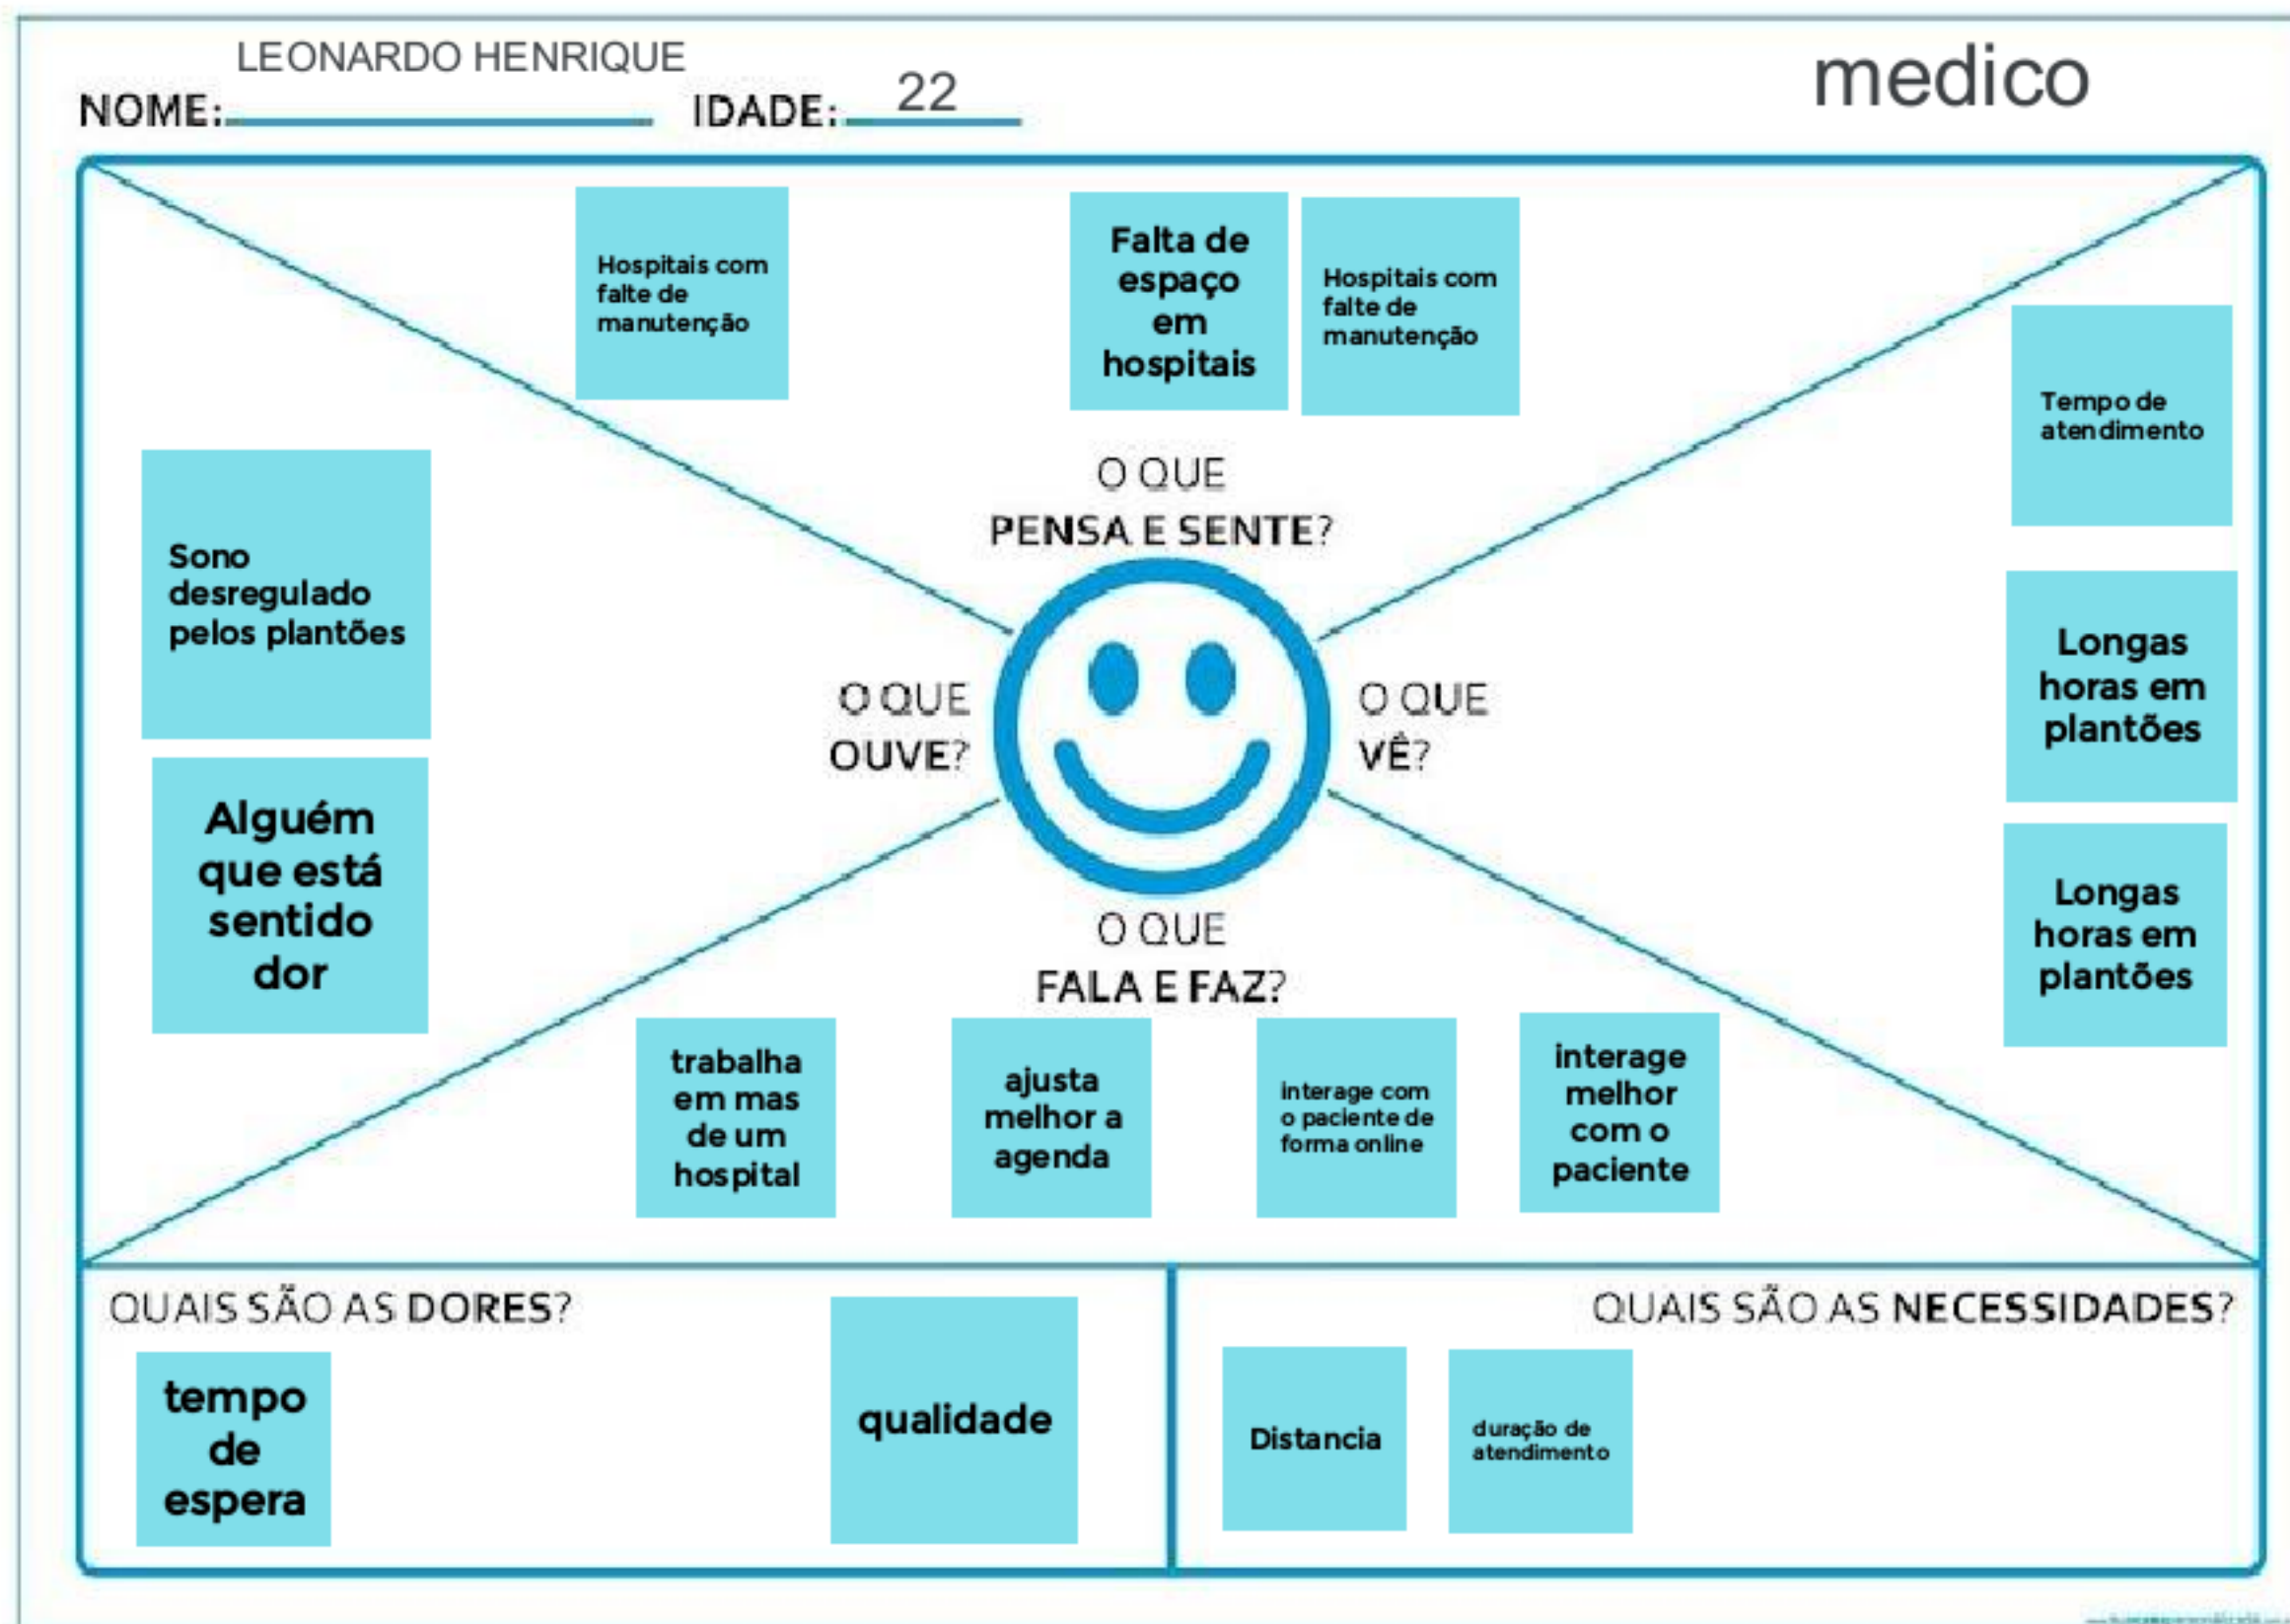 LEONARDO HENRIQUE
NOME:
IDADE:
22
medico
Hospitais com
falte de
manutenção
Falta de
espaço
em
hospitais
Hospitais com
falte de
manutenção
O QUE
PENSA E SENTE?
Sono
desregulado
pelos plantões
Alguém
que está
sentido
dor
O QUE
OUVE?
O QUE
VÊ?
Tempo de
atendimento
Longas
horas em
plantões
Longas
horas em
plantões
O QUE
FALA E FAZ?
trabalha
em mas
de um
hospital
ajusta
melhor a
agenda
interage com
o paciente de
forma online
interage
melhor
com o
paciente
QUAIS SÃO AS DORES?
tempo
de
espera
qualidade
QUAIS SÃO AS NECESSIDADES?
Distancia
duração de
atendimento